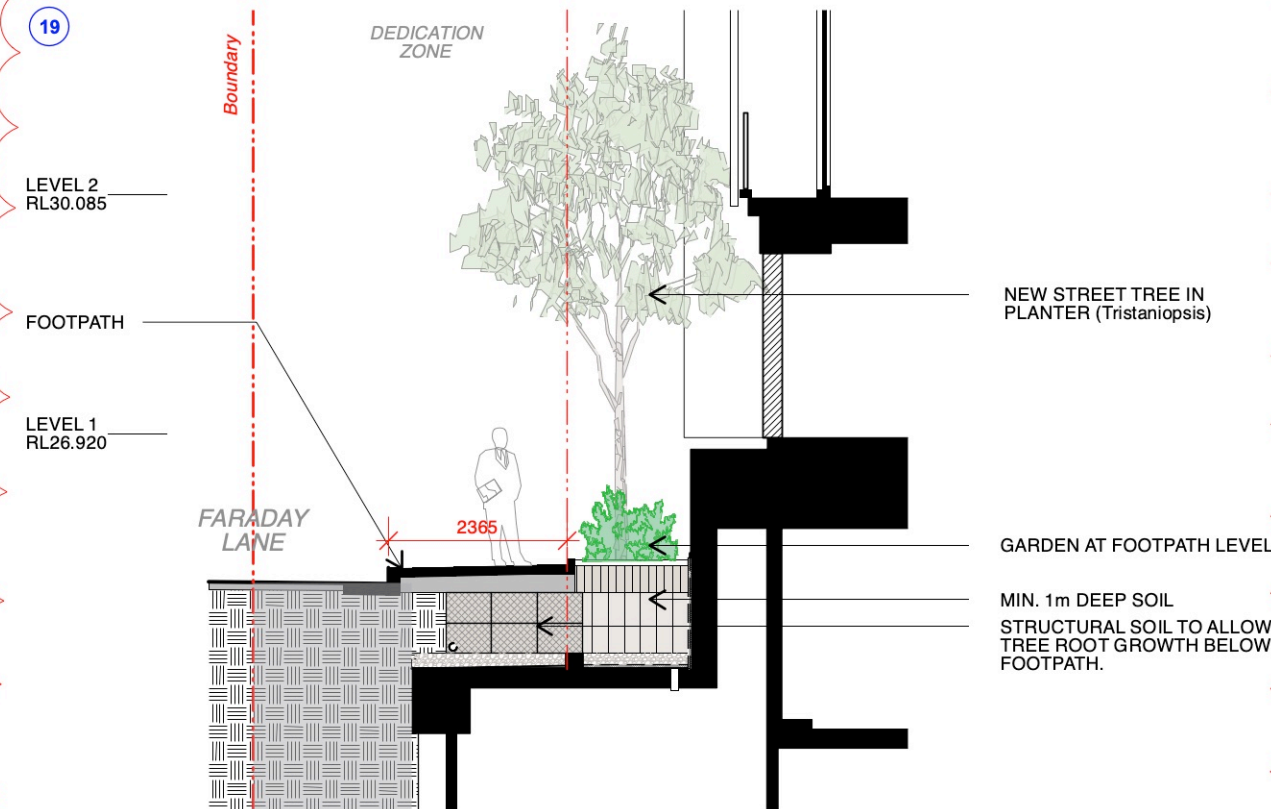 19
DEDICATION
ZONE
Boundary
LEVEL 2
RL30.085
NEW STREET TREE IN
PLANTER (Tristaniopsis)
FOOTPATH
LEVEL 1
RL26.920
FARADAY
LANE
2365
GARDEN AT FOOTPATH LEVEL
MIN. 1m DEEP SOIL
STRUCTURAL SOIL TO ALLOW
TREE ROOT GROWTH BELOW
FOOTPATH.